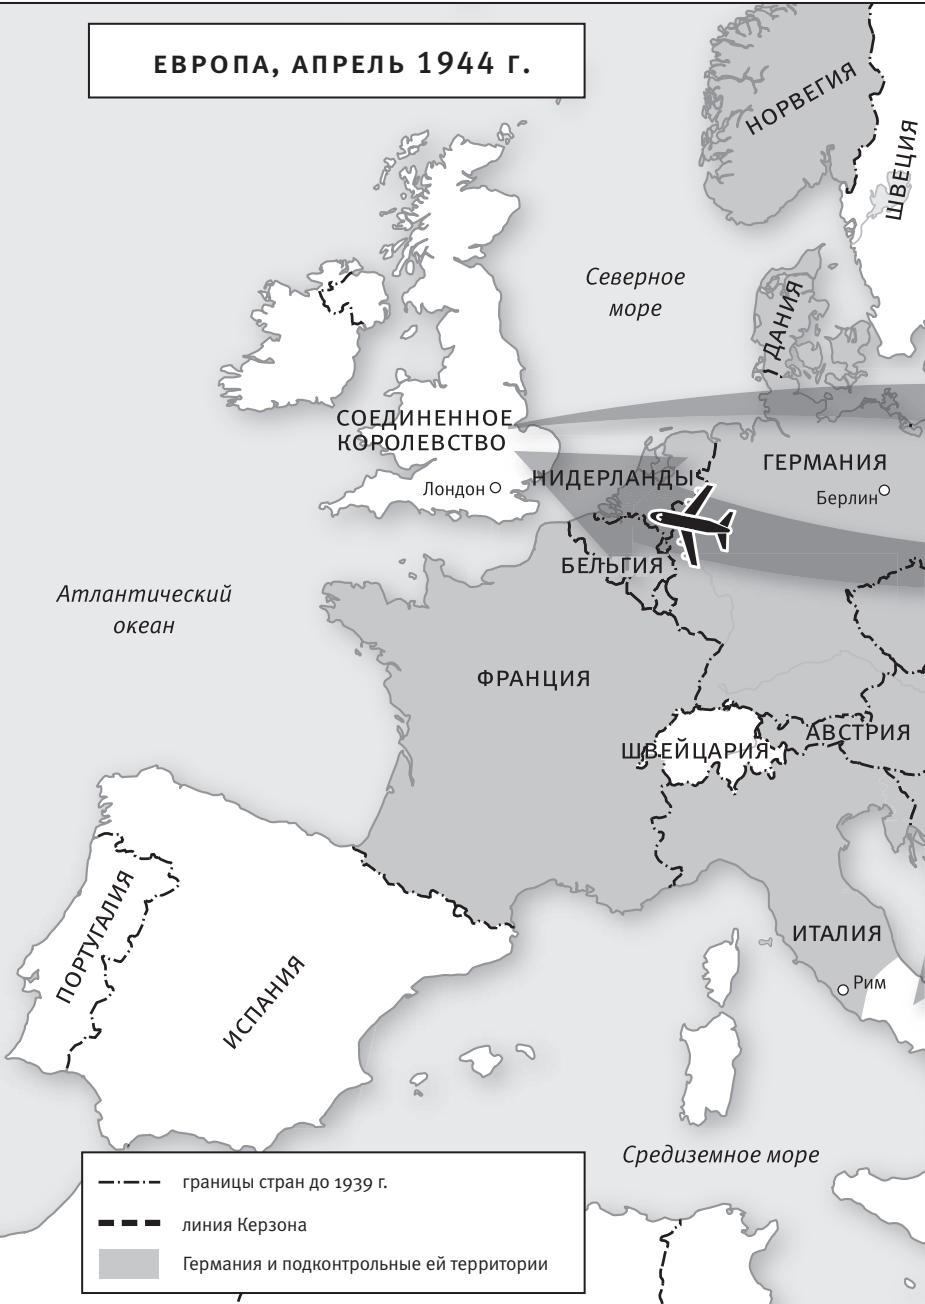 ЕВРОПА, АПРЕЛЬ 1944 Г.
НОРВЕГИЯ
ШВЕЦИЯ
Северное
море
ДАНИЯ
СОЕДИНЕННОЕ
КОРОЛЕВСТВО
Лондон
НИДЕРЛАНДЫ
ГЕРМАНИЯ
Берлин
БЕЛЬГИЯ
Атлантический
океан
ФРАНЦИЯ
ШВЕЙЦАРИЯ
АВСТРИЯ
ПОРТУГАЛИЯ
ИСПАНИЯ
ИТАЛИЯ
Рим
Средиземное море
границы стран до 1939 г.
линия Керзона
Германия и подконтрольные ей территории